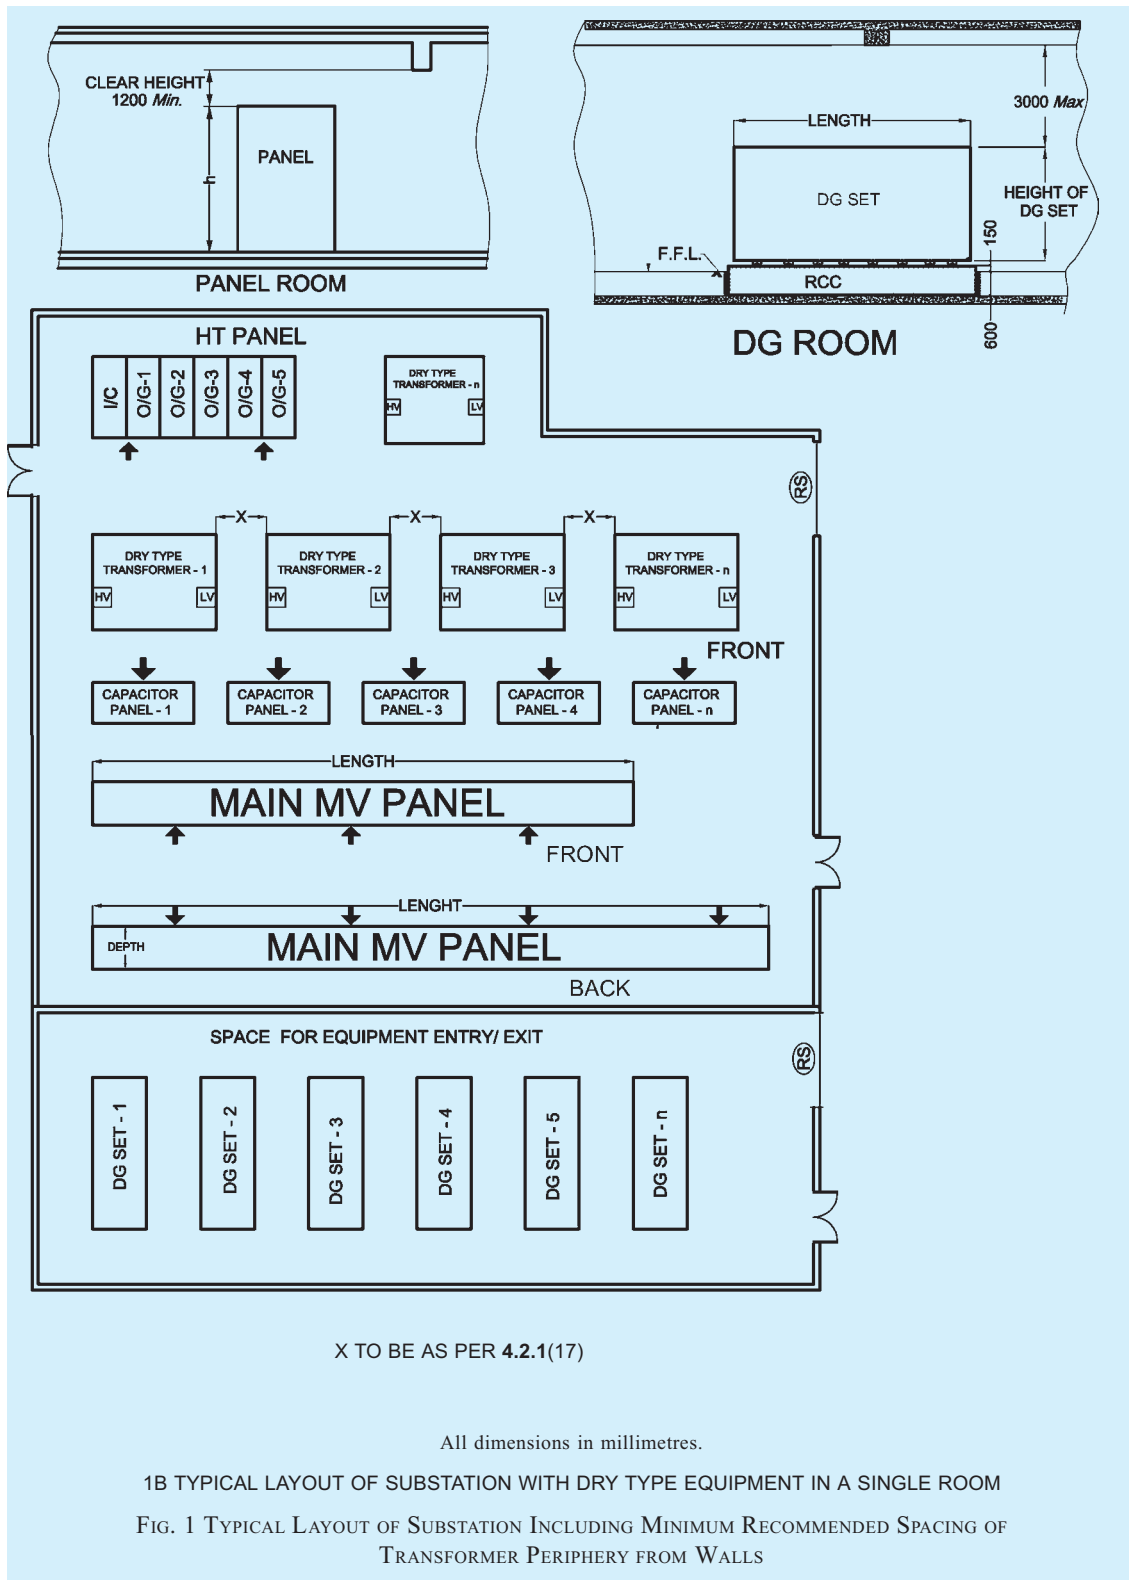 CLEAR HEIGHT
1200 Min.
PANEL
h
PANEL ROOM
3000 Max
LENGTH
DG SET
HEIGHT OF
DG SET
150
F.F.L.
RCC
600
DG ROOM
HT PANEL
I/C
O/G-1
O/G-2
O/G-3
O/G-4
O/G-5
DRY TYPE
TRANSFORMER - n
HV
LV
RS
X
X
X
DRY TYPE
TRANSFORMER - 1
HV
LV
DRY TYPE
TRANSFORMER - 2
HV
LV
DRY TYPE
TRANSFORMER - 3
HV
LV
DRY TYPE
TRANSFORMER - n
HV
LV
FRONT
CAPACITOR
PANEL - 1
CAPACITOR
PANEL - 2
CAPACITOR
PANEL - 3
CAPACITOR
PANEL - 4
CAPACITOR
PANEL - n
LENGTH
MAIN MV PANEL
FRONT
LENGHT
DEPTH
MAIN MV PANEL
BACK
SPACE FOR EQUIPMENT ENTRY/ EXIT
RS
DG SET - 1
DG SET - 2
DG SET - 3
DG SET - 4
DG SET - 5
DG SET - n
X TO BE AS PER 4.2.1(17)
All dimensions in millimetres.
1B TYPICAL LAYOUT OF SUBSTATION WITH DRY TYPE EQUIPMENT IN A SINGLE ROOM
FIG. 1 TYPICAL LAYOUT OF SUBSTATION INCLUDING MINIMUM RECOMMENDED SPACING OF
TRANSFORMER PERIPHERY FROM WALLS